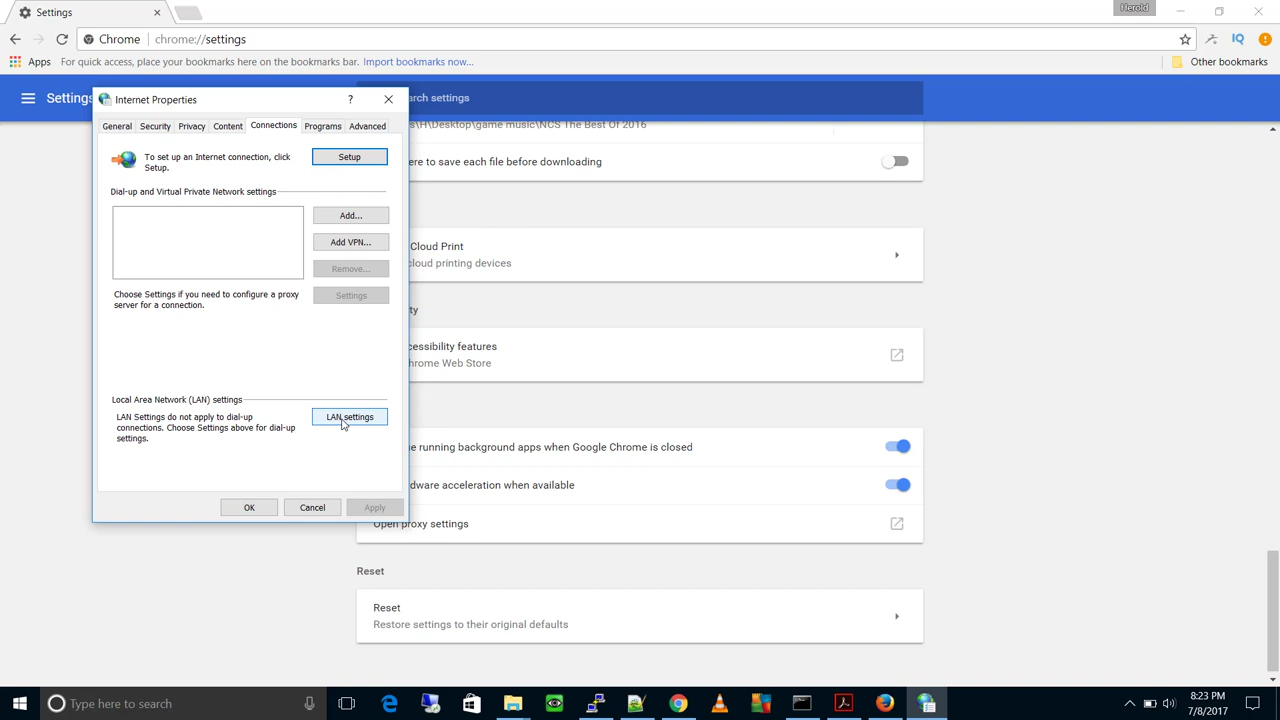 Settings
Herold
Chrome
chrome://settings
Apps
For quick access, place your bookmarks here on the bookmarks bar.
Import bookmarks now...
IQ
Other bookmarks
Settings
search settings
Internet Properties
?
General
Security
Privacy
Content
Connections
Programs
Advanced
To set up an Internet connection, click
Setup.
Setup
Dial-up and Virtual Private Network settings
Add...
Add VPN...
Remove...
Choose Settings if you need to configure a proxy
server for a connection.
Settings
Local Area Network (LAN) settings
LAN Settings do not apply to dial-up
connections. Choose Settings above for dial-up
settings.
LAN settings
OK
Cancel
Apply
s\H\Desktop\game music\NCS The Best Of 2016
ere to save each file before downloading
Cloud Print
cloud printing devices
ty
cessibility features
hrome Web Store
e running background apps when Google Chrome is closed
dware acceleration when available
Open proxy settings
Reset
Reset
Restore settings to their original defaults
Type here to search
8:23 PM
7/8/2017